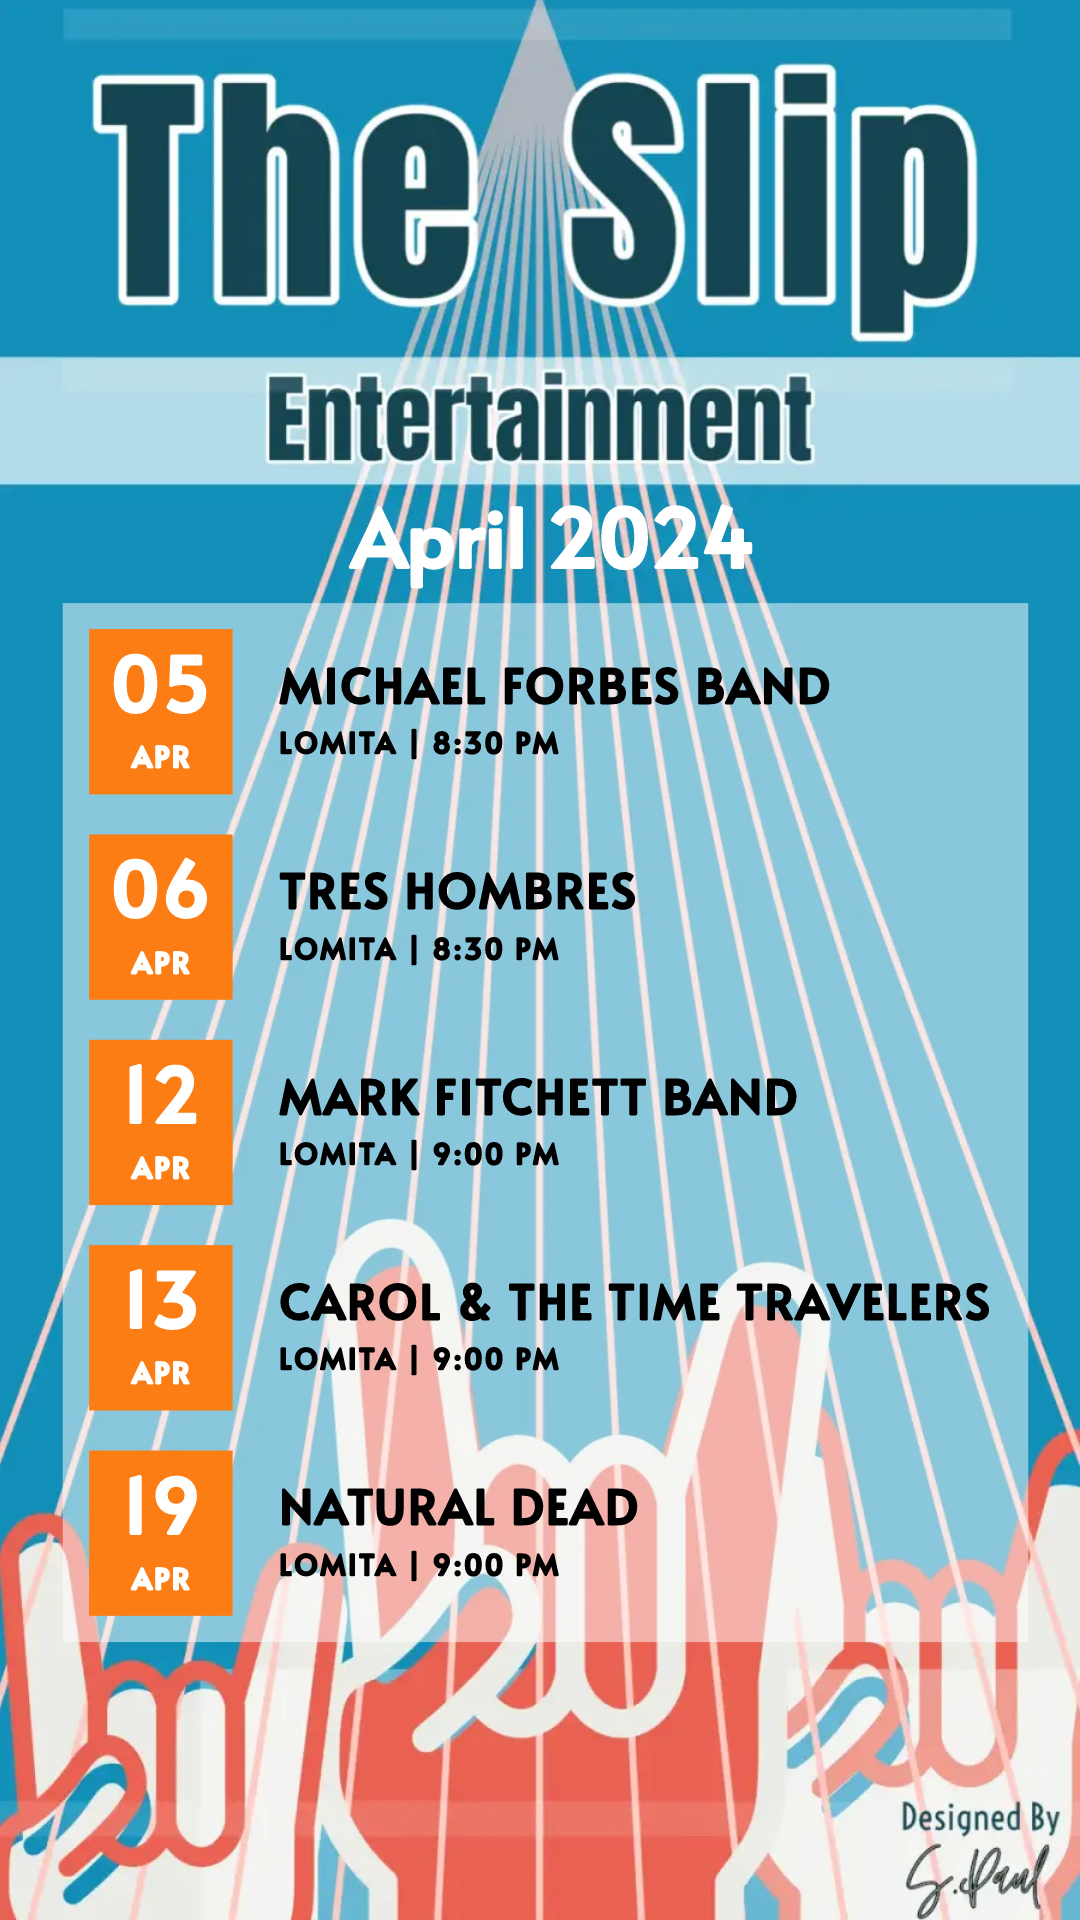 The Slip
Entertainment
April 2024
05
APR
MICHAEL FORBES BAND
LOMITA | 8:30 PM
06
APR
TRES HOMBRES
LOMITA | 8:30 PM
12
APR
MARK FITCHETT BAND
LOMITA | 9:00 PM
13
APR
CAROL & THE TIME TRAVELERS
LOMITA | 9:00 PM
19
APR
NATURAL DEAD
LOMITA | 9:00 PM
Designed By
S.Paul